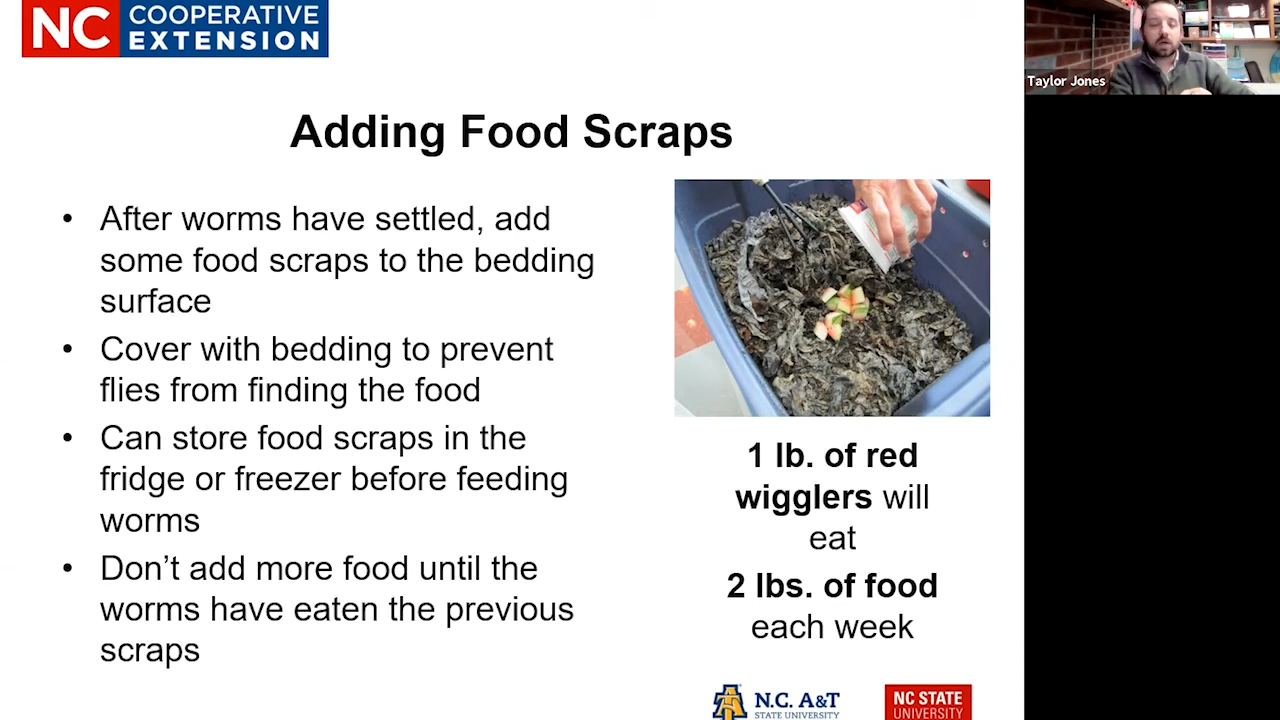 NC COOPERATIVE
EXTENSION
Taylor Jones
Adding Food Scraps
• After worms have settled, add
some food scraps to the bedding
surface
• Cover with bedding to prevent
flies from finding the food
• Can store food scraps in the
fridge or freezer before feeding
worms
• Don’t add more food until the
worms have eaten the previous
scraps
1 lb. of red
wigglers will
eat
2 lbs. of food
each week
N.C. A&T
STATE UNIVERSITY
NC STATE
UNIVERSITY